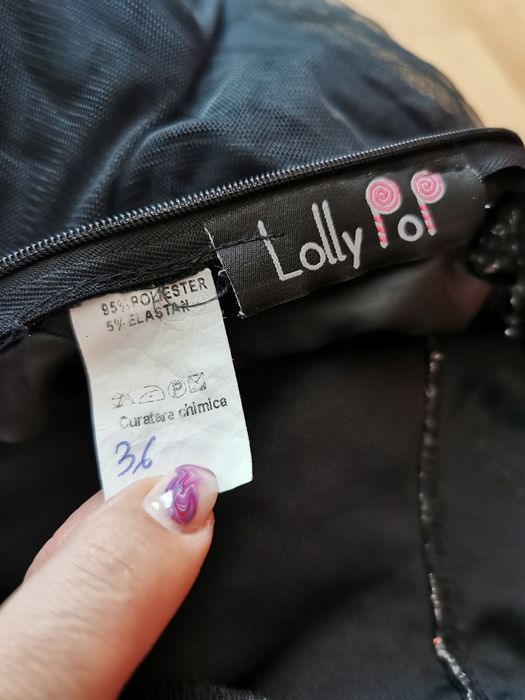 Lolly PoP
95% POLIESTER
5% ELASTAN
Curatare chimica
36